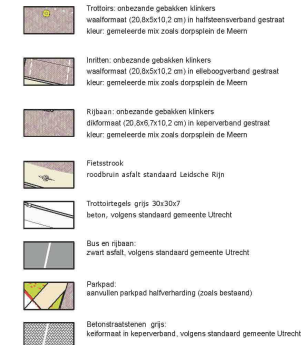 Trottoirs: onbezande gebakken klinkers
waalformaat (20,8x5x10,2 cm) in halfsteensverband gestraat
kleur: gemeleerde mix zoals dorpsplein de Meern
Inritten: onbezande gebakken klinkers
waalformaat (20,8x5x10,2 cm) in elleboogverband gestraat
kleur: gemeleerde mix zoals dorpsplein de Meern
Rijbaan: onbezande gebakken klinkers
dikformaat (20,8x6,7x10,2 cm) in keperverband gestraat
kleur: gemeleerde mix zoals dorpsplein de Meern
Fietsstrook
roodbruin asfalt standaard Leidsche Rijn
Trottoirtegels grijs 30x30x7
beton, volgens standaard gemeente Utrecht
Bus en rijbaan:
zwart asfalt, volgens standaard gemeente Utrecht
Parkpad:
aanvullen parkpad halfverharding (zoals bestaand)
Betonstraatstenen grijs:
keiformaat in keperverband, volgens standaard gemeente Utrecht